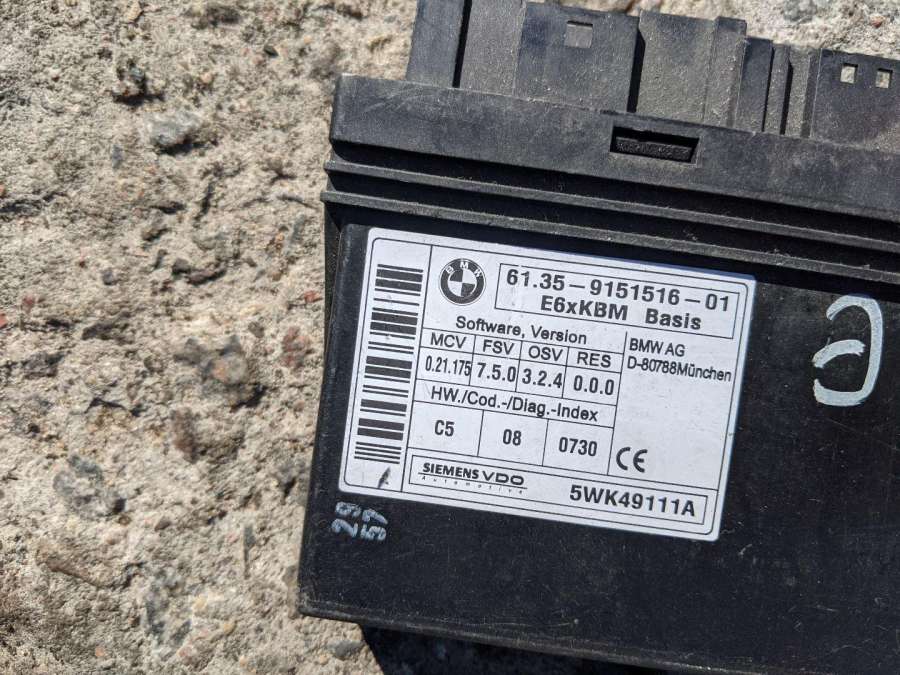 BMW
61.35-9151516-01
E6xKBM Basis
Software, Version
MCV FSV OSV RES
0.21.175 7.5.0 3.2.4 0.0.0
BMW AG
D-80788München
HW./Cod.-/Diag.-Index
C5 08 0730
CE
SIEMENS VDO
Automotive
5WK49111A
29
57